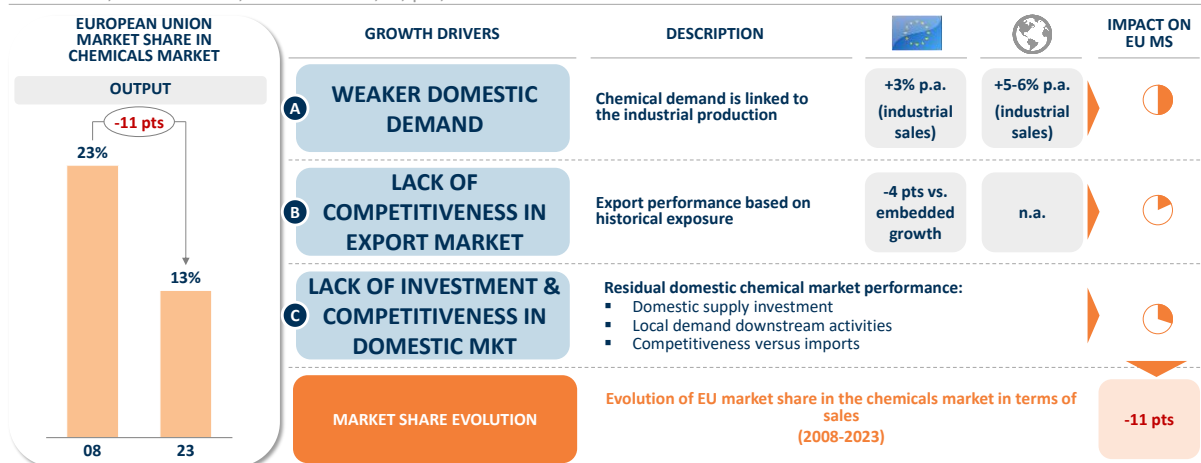 EUROPEAN UNION
MARKET SHARE IN
CHEMICALS MARKET
OUTPUT
-11 pts
23%
13%
08
23
GROWTH DRIVERS
DESCRIPTION
IMPACT ON
EU MS
A
WEAKER DOMESTIC
DEMAND
Chemical demand is linked to
the industrial production
+3% p.a.
(industrial
sales)
+5-6% p.a.
(industrial
sales)
B
LACK OF
COMPETITIVENESS IN
EXPORT MARKET
Export performance based on
historical exposure
-4 pts vs.
embedded
growth
n.a.
C
LACK OF INVESTMENT &
COMPETITIVENESS IN
DOMESTIC MKT
Residual domestic chemical market performance:
▪ Domestic supply investment
▪ Local demand downstream activities
▪ Competitiveness versus imports
MARKET SHARE EVOLUTION
Evolution of EU market share in the chemicals market in terms of
sales
(2008-2023)
-11 pts